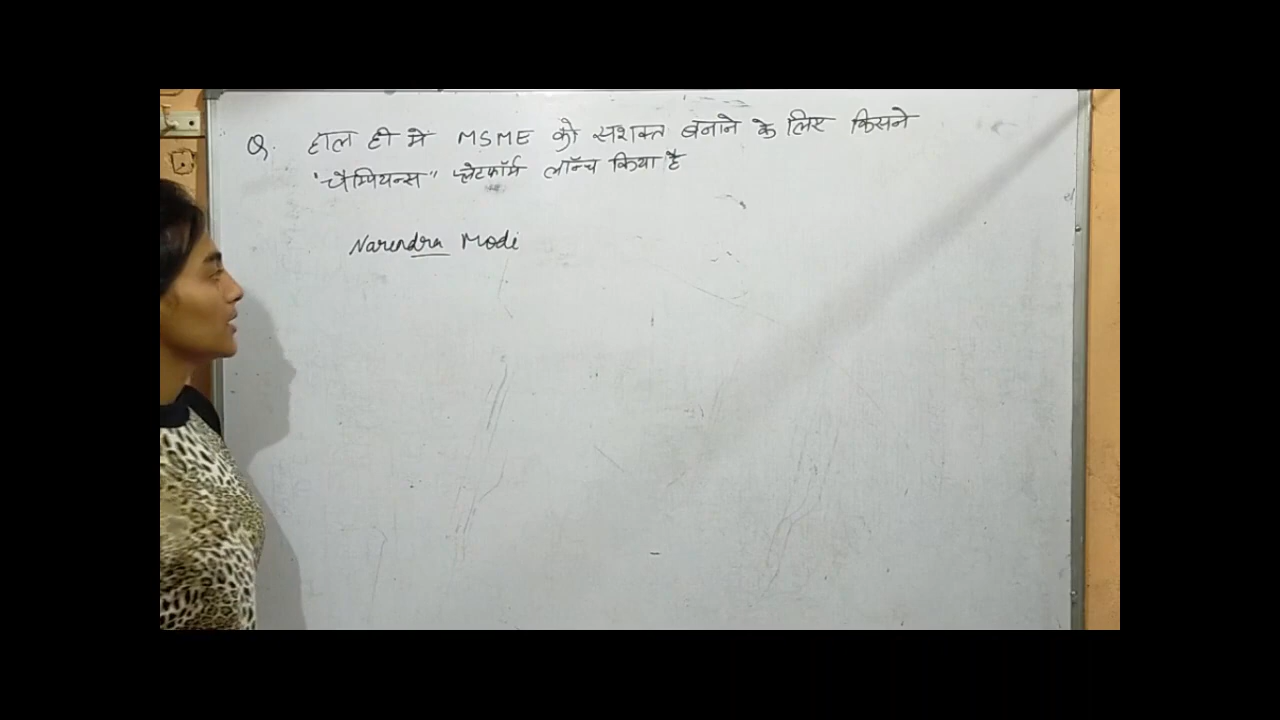 Q. हाल ही मे MSME को सशक्त बनाने के लिए किसने
"चैम्पियन्स" प्लेटफॉर्म लॉन्च किया है
Narendra Modi